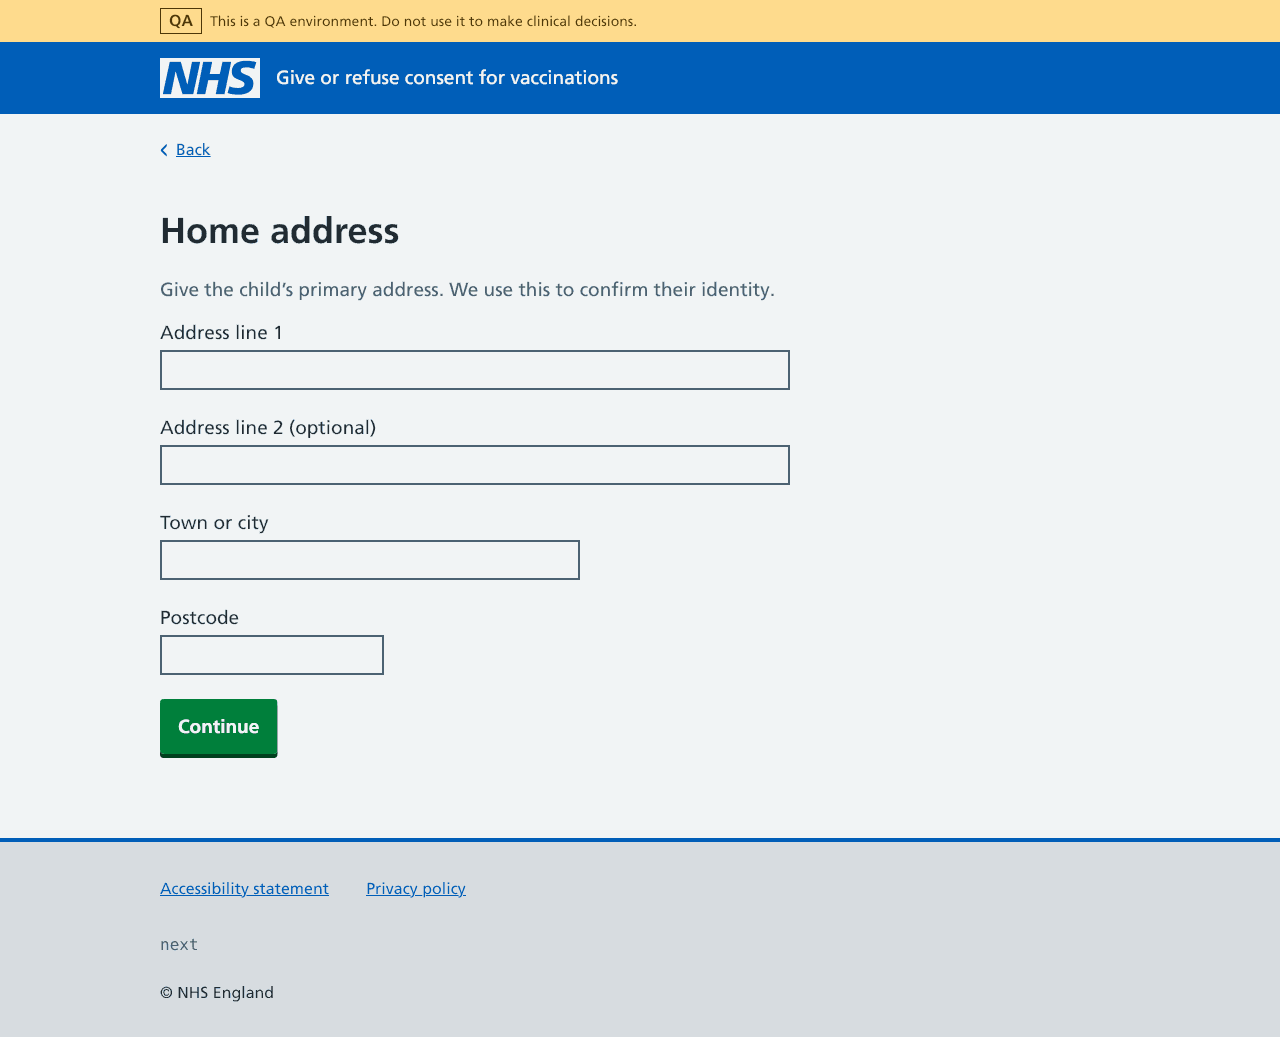 QA This is a QA environment. Do not use it to make clinical decisions.
NHS Give or refuse consent for vaccinations
Back
Home address
Give the child’s primary address. We use this to confirm their identity.
Address line 1
Address line 2 (optional)
Town or city
Postcode
Continue
Accessibility statement Privacy policy
next
© NHS England